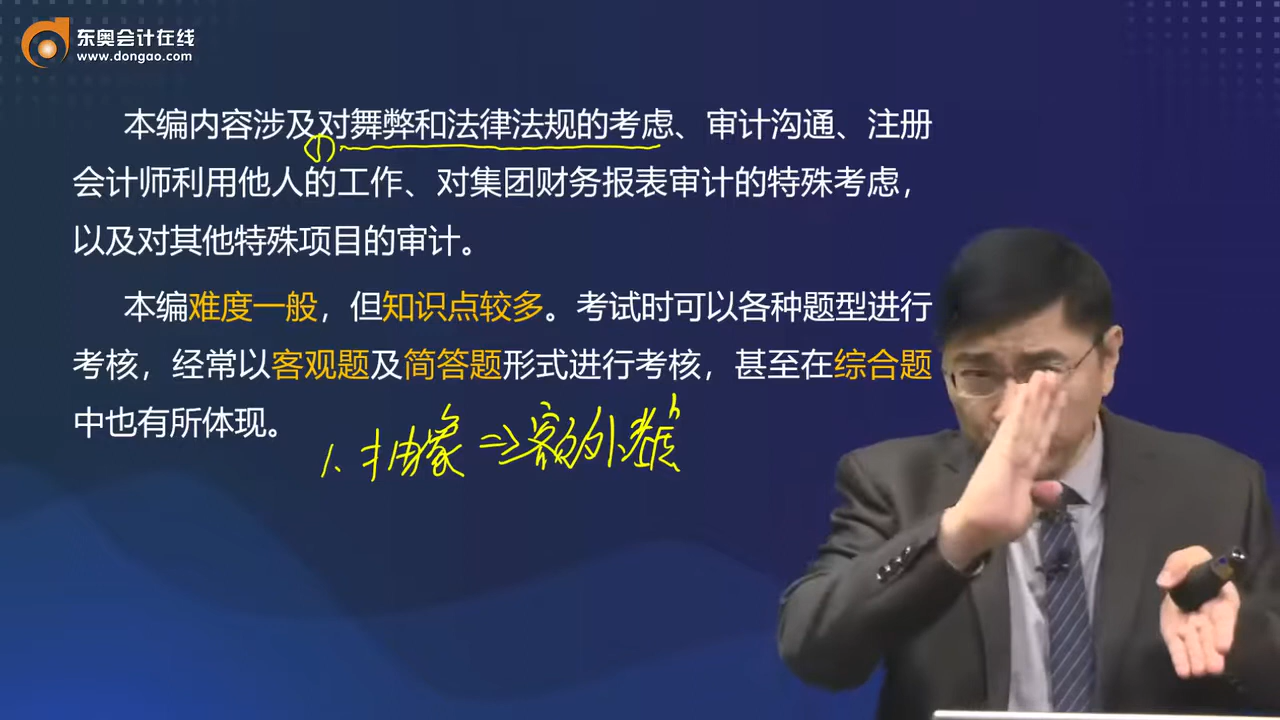 东奥会计在线
www.dongao.com
本编内容涉及对舞弊和法律法规的考虑、审计沟通、注册
①
会计师利用他人的工作、对集团财务报表审计的特殊考虑，
以及对其他特殊项目的审计。
本编难度一般，但知识点较多。考试时可以各种题型进行
考核，经常以客观题及简答题形式进行考核，甚至在综合题
中也有所体现。
1、抽象⇒